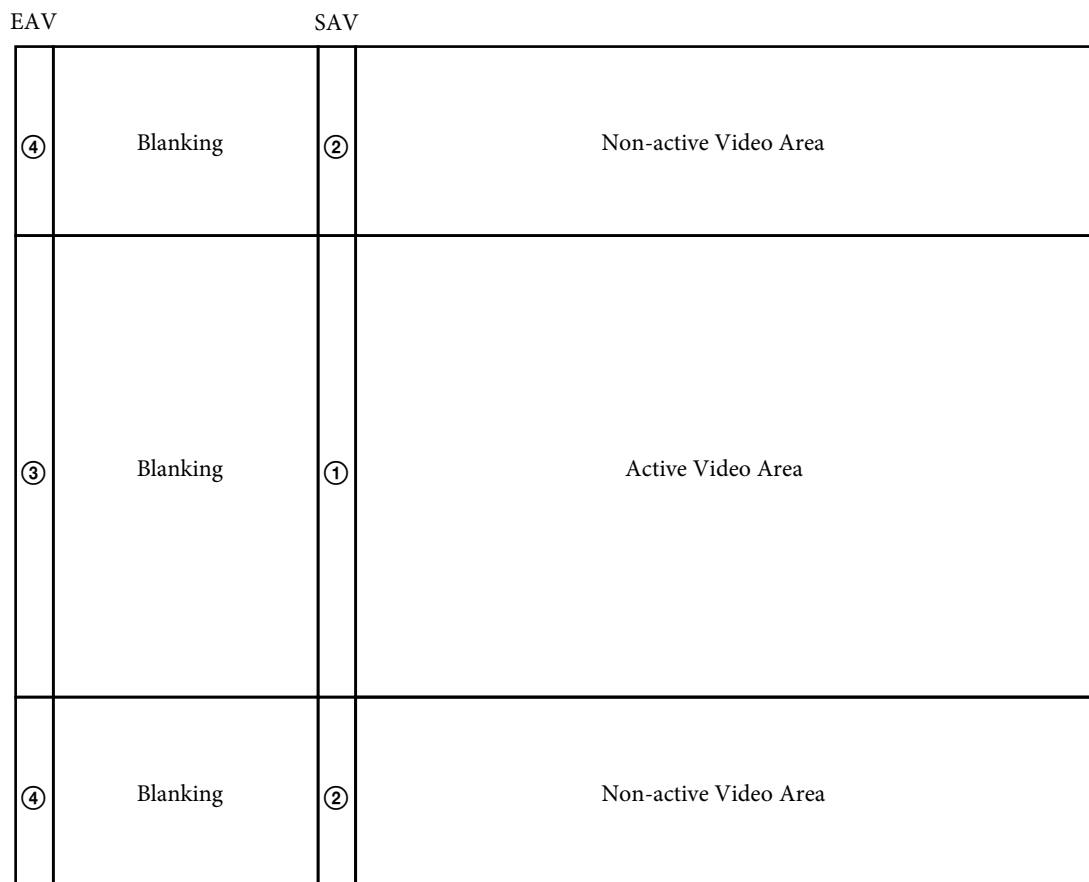 EAV SAV
④ Blanking ② Non-active Video Area
③ Blanking ① Active Video Area
④ Blanking ② Non-active Video Area